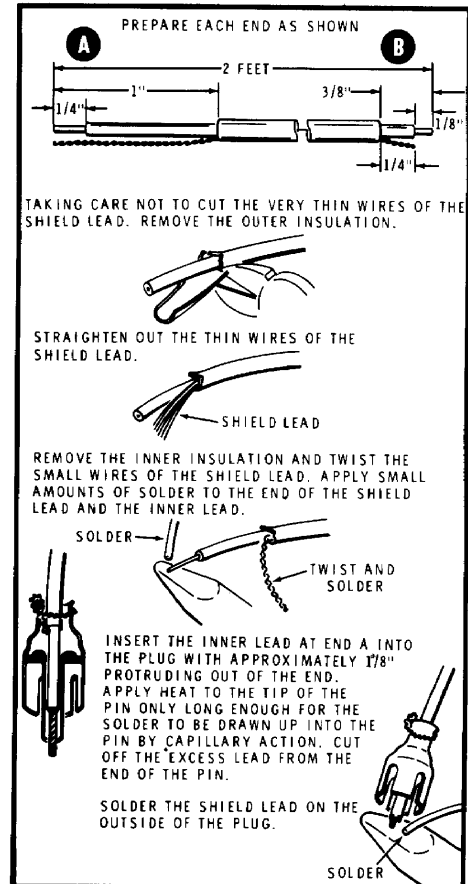 PREPARE EACH END AS SHOWN
A
B
2 FEET
1"
3/8"
1/4"
1/8"
1/4"
TAKING CARE NOT TO CUT THE VERY THIN WIRES OF THE
SHIELD LEAD. REMOVE THE OUTER INSULATION.
STRAIGHTEN OUT THE THIN WIRES OF THE
SHIELD LEAD.
SHIELD LEAD
REMOVE THE INNER INSULATION AND TWIST THE
SMALL WIRES OF THE SHIELD LEAD. APPLY SMALL
AMOUNTS OF SOLDER TO THE END OF THE SHIELD
LEAD AND THE INNER LEAD.
SOLDER
TWIST AND
SOLDER
INSERT THE INNER LEAD AT END A INTO
THE PLUG WITH APPROXIMATELY 1/8"
PROTRUDING OUT OF THE END.
APPLY HEAT TO THE TIP OF THE
PIN ONLY LONG ENOUGH FOR THE
SOLDER TO BE DRAWN UP INTO THE
PIN BY CAPILLARY ACTION. CUT
OFF THE EXCESS LEAD FROM THE
END OF THE PIN.
SOLDER THE SHIELD LEAD ON THE
OUTSIDE OF THE PLUG.
SOLDER